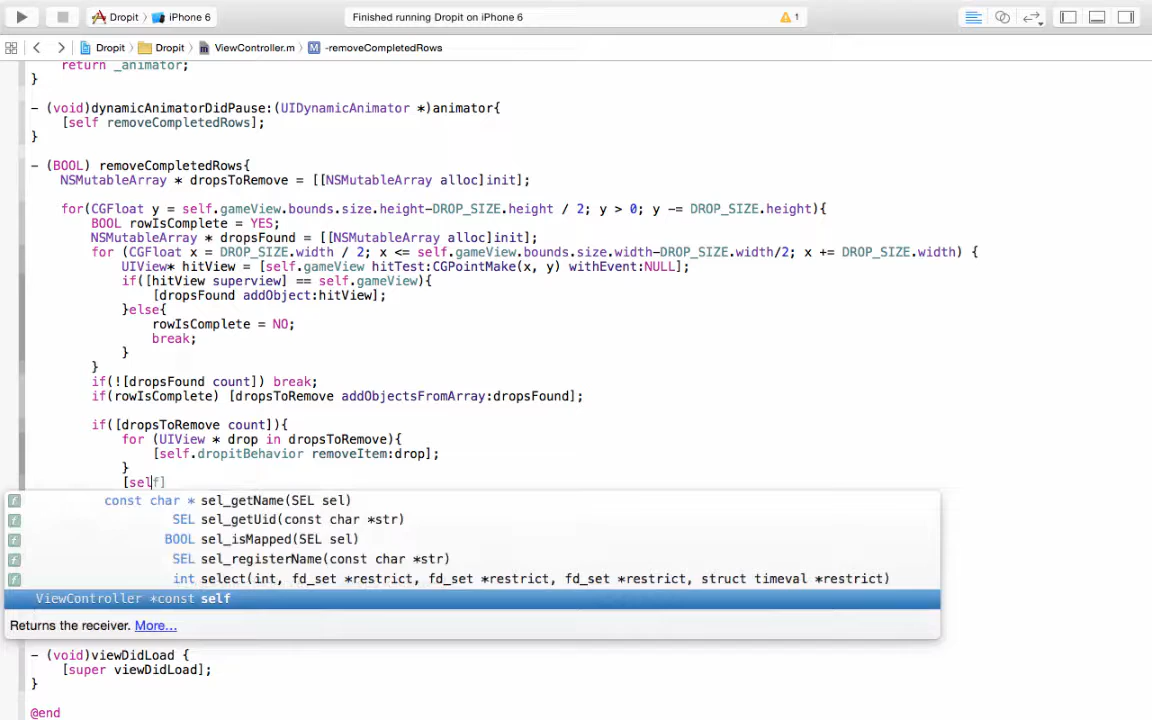 Dropit iPhone 6 Finished running Dropit on iPhone 6 1
Dropit Dropit ViewController.m M -removeCompletedRows
return _animator;
}
- (void)dynamicAnimatorDidPause:(UIDynamicAnimator *)animator{
[self removeCompletedRows];
}
- (BOOL) removeCompletedRows{
NSMutableArray * dropsToRemove = [[NSMutableArray alloc]init];
for(CGFloat y = self.gameView.bounds.size.height-DROP_SIZE.height / 2; y > 0; y -= DROP_SIZE.height){
BOOL rowIsComplete = YES;
NSMutableArray * dropsFound = [[NSMutableArray alloc]init];
for (CGFloat x = DROP_SIZE.width / 2; x <= self.gameView.bounds.size.width-DROP_SIZE.width/2; x += DROP_SIZE.width) {
UIView* hitView = [self.gameView hitTest:CGPointMake(x, y) withEvent:NULL];
if([hitView superview] == self.gameView){
[dropsFound addObject:hitView];
}else{
rowIsComplete = NO;
break;
}
}
if(![dropsFound count]) break;
if(rowIsComplete) [dropsToRemove addObjectsFromArray:dropsFound];
if([dropsToRemove count]){
for (UIView * drop in dropsToRemove){
[self.dropitBehavior removeItem:drop];
}
[self]
f const char * sel_getName(SEL sel)
f SEL sel_getUid(const char *str)
f BOOL sel_isMapped(SEL sel)
f SEL sel_registerName(const char *str)
f int select(int, fd_set *restrict, fd_set *restrict, fd_set *restrict, struct timeval *restrict)
ViewController *const self
Returns the receiver. More...
- (void)viewDidLoad {
[super viewDidLoad];
}
@end